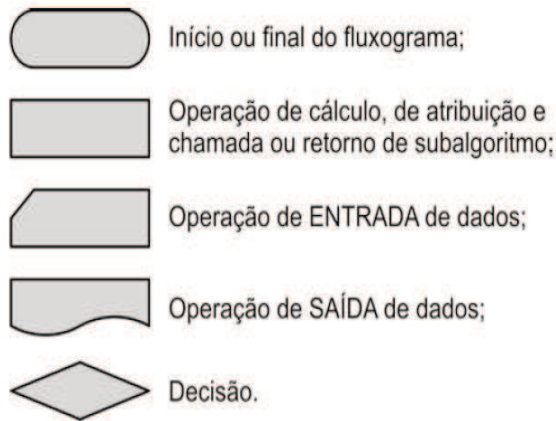 Início ou final do fluxograma;
Operação de cálculo, de atribuição e
chamada ou retorno de subalgoritmo;
Operação de ENTRADA de dados;
Operação de SAÍDA de dados;
Decisão.